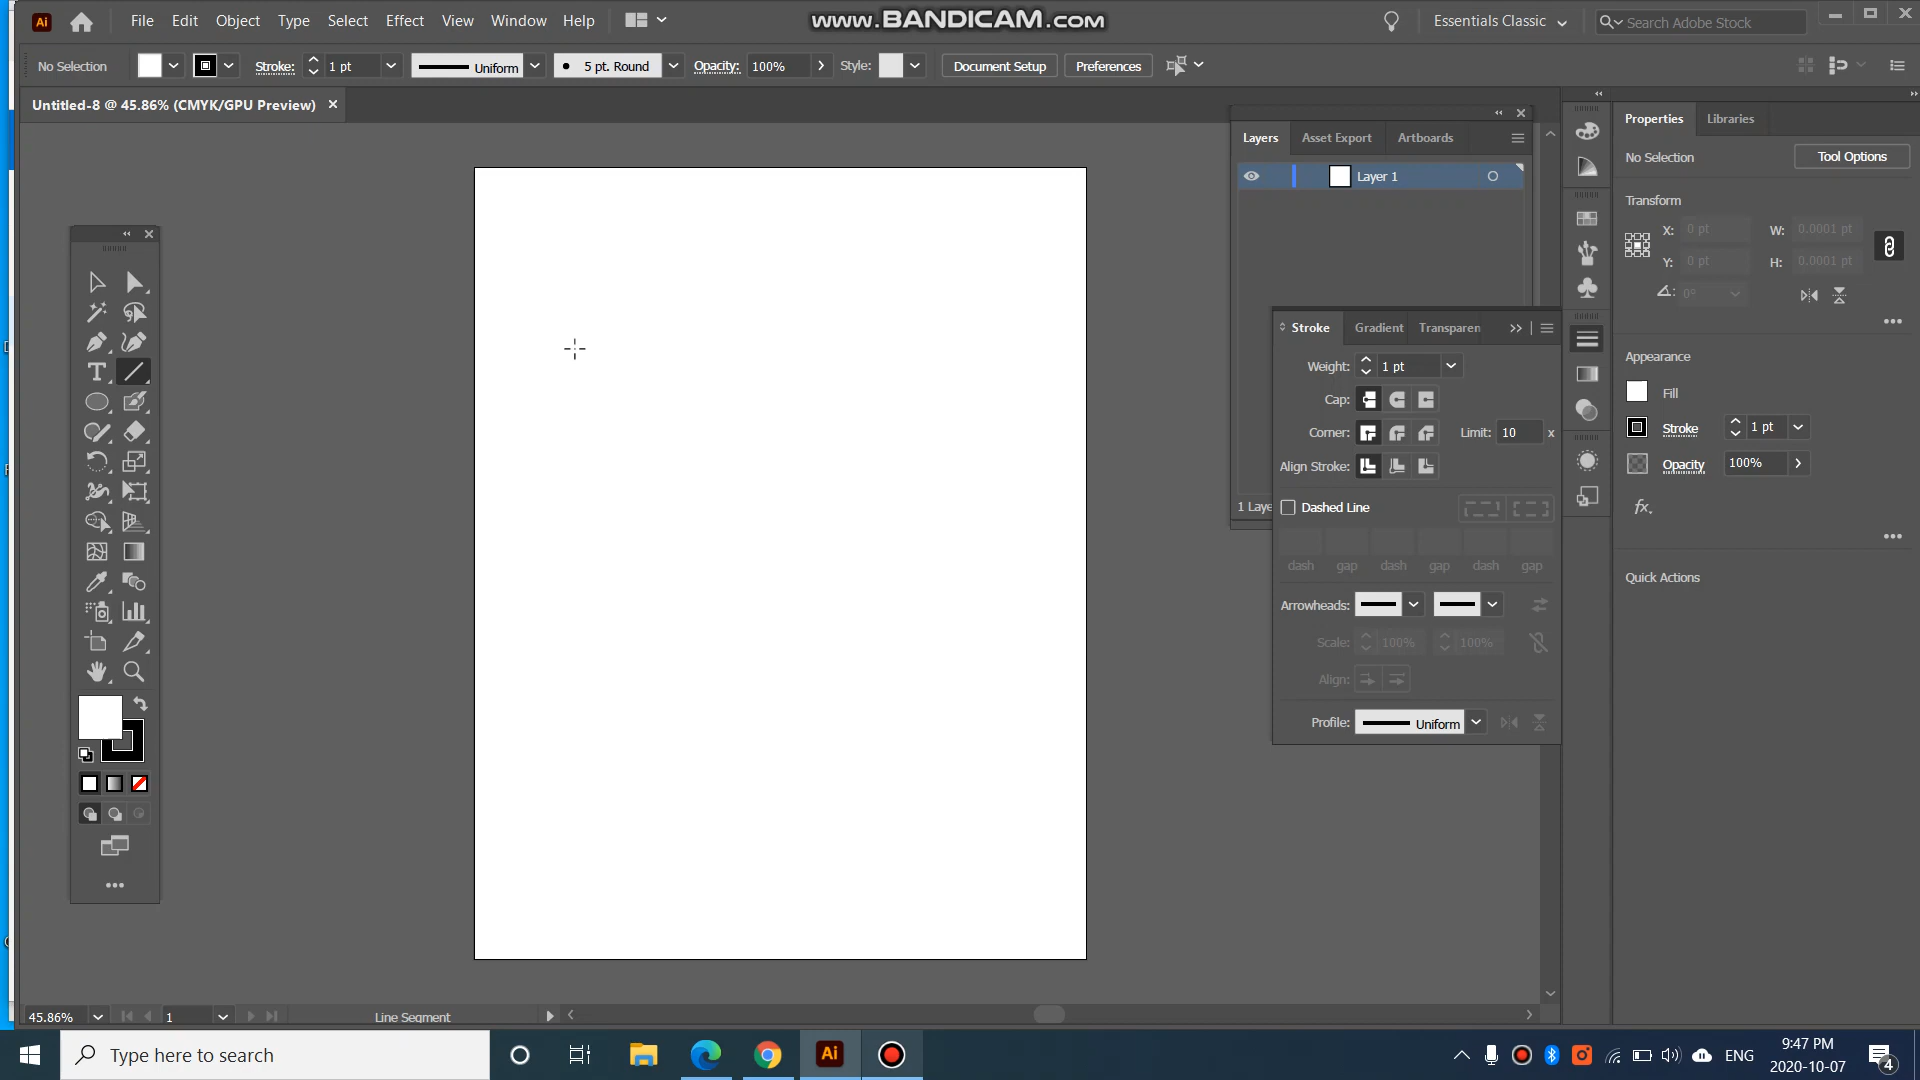 Ai File Edit Object Type Select Effect View Window Help www.BANDICAM.com Essentials Classic Search Adobe Stock
No Selection Stroke: 1 pt Uniform 5 pt. Round Opacity: 100% Style: Document Setup Preferences
Untitled-8 @ 45.86% (CMYK/GPU Preview)
Layers Asset Export Artboards
Layer 1
1 Laye
Stroke Gradient Transparen
Weight: 1 pt
Cap:
Corner: Limit: 10 x
Align Stroke:
Dashed Line
dash gap dash gap dash gap
Arrowheads:
Scale: 100% 100%
Align:
Profile: Uniform
Properties Libraries
No Selection Tool Options
Transform
X: 0 pt W: 0.0001 pt
Y: 0 pt H: 0.0001 pt
0°
Appearance
Fill
Stroke 1 pt
Opacity 100%
fx.
Quick Actions
T
45.86% 1 Line Segment
Type here to search Ai ENG 9:47 PM
2020-10-07 4